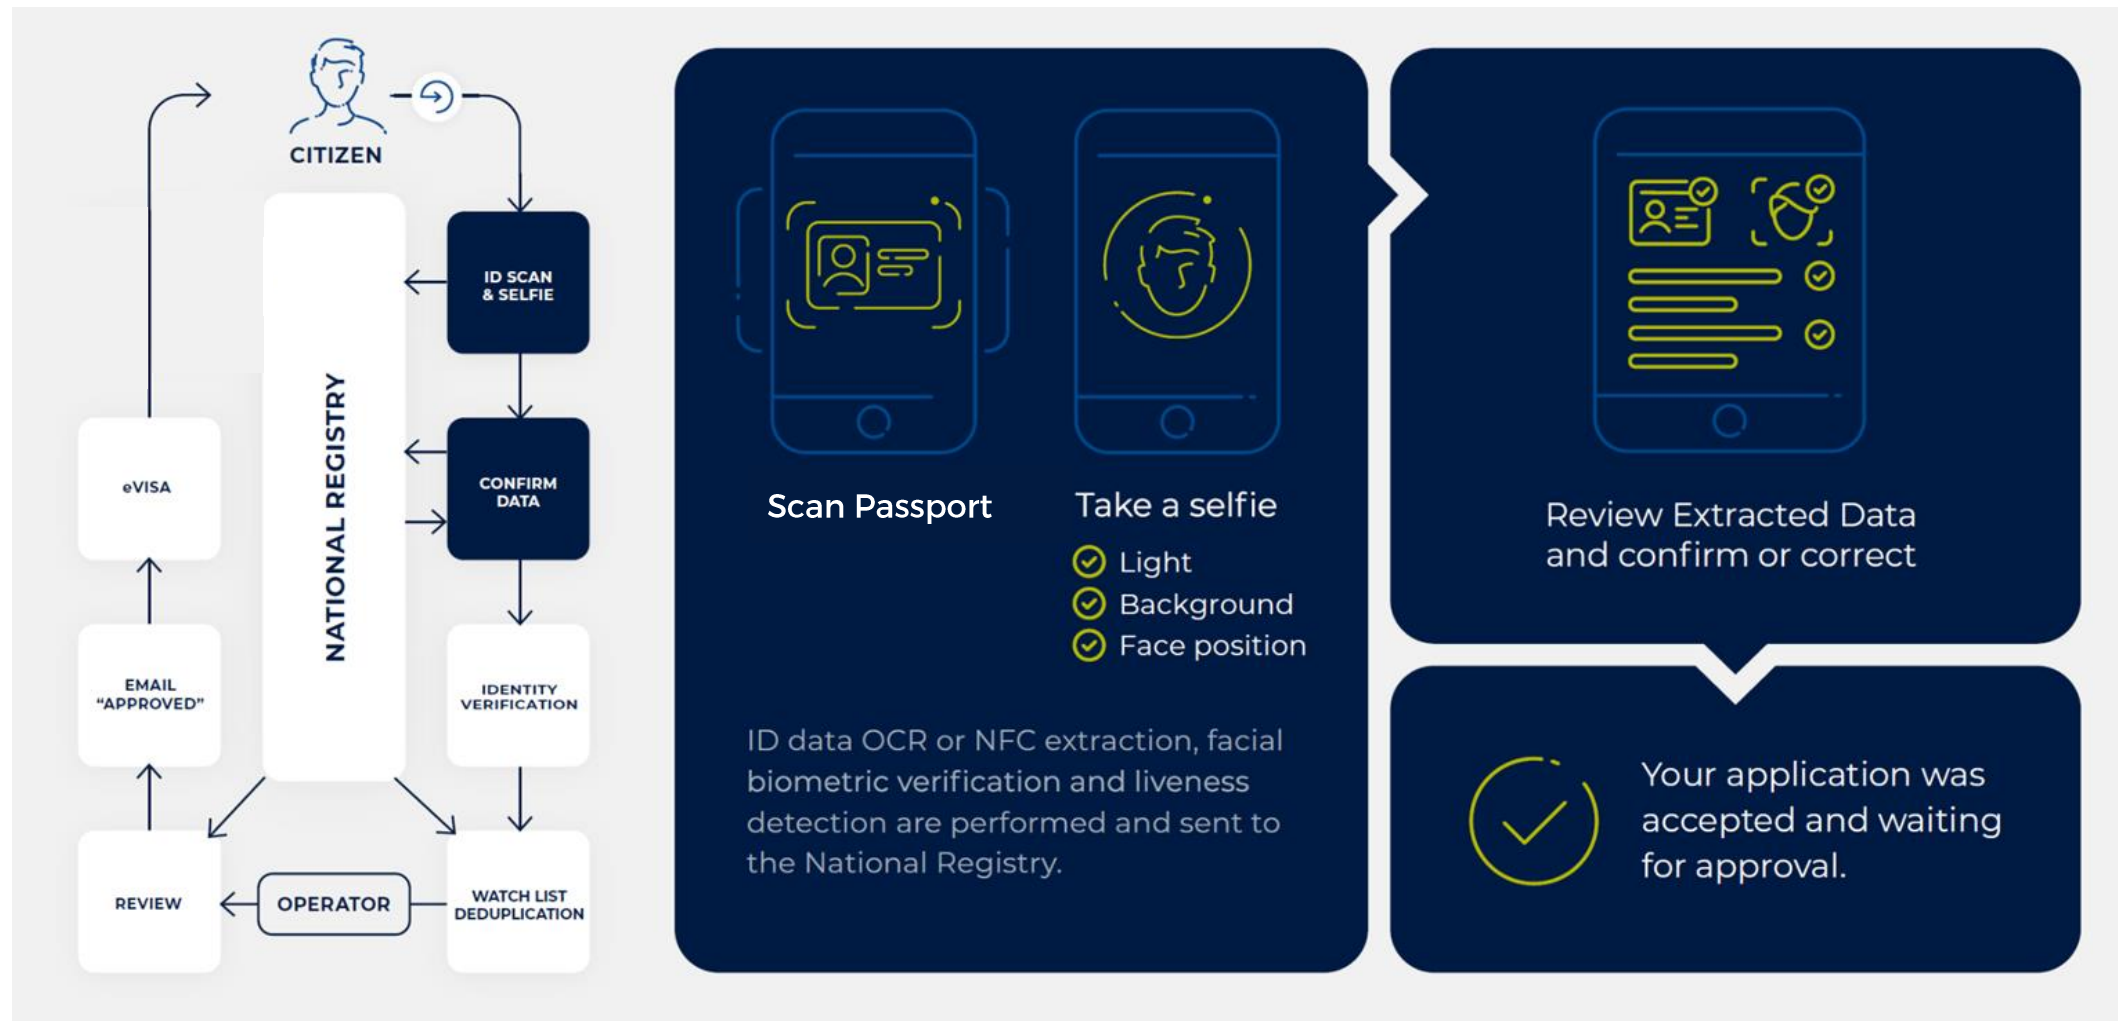 CITIZEN
ID SCAN
& SELFIE
CONFIRM
DATA
IDENTITY
VERIFICATION
WATCH LIST
DEDUPLICATION
OPERATOR
REVIEW
EMAIL
“APPROVED”
eVISA
NATIONAL REGISTRY
Scan Passport
Take a selfie
Light
Background
Face position
ID data OCR or NFC extraction, facial
biometric verification and liveness
detection are performed and sent to
the National Registry.
Review Extracted Data
and confirm or correct
Your application was
accepted and waiting
for approval.